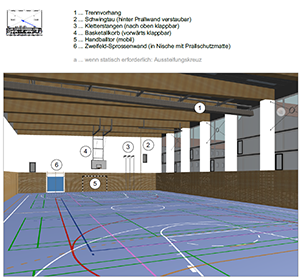 1 ... Trennvorhang
2 ... Schwingtau (hinter Prallwand verstaubar)
3 ... Kletterstangen (nach oben klappbar)
4 ... Basketballkorb (vorwärts klappbar)
5 ... Handballtor (mobil)
6 ... Zweifeld-Sprossenwand (in Nische mit Prallschutzmatte)
a ... wenn statisch erforderlich: Aussteifungskreuz
1
a
a
2
3
4
6
5